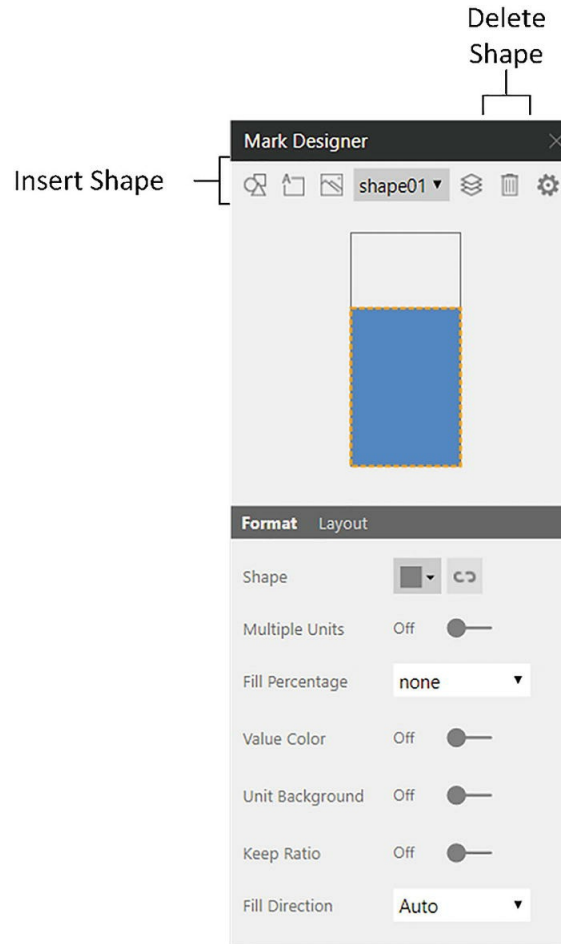 Delete
Shape
Mark Designer
Insert Shape
A
shape01
Format Layout
Shape
Multiple Units Off
Fill Percentage none
Value Color Off
Unit Background Off
Keep Ratio Off
Fill Direction Auto